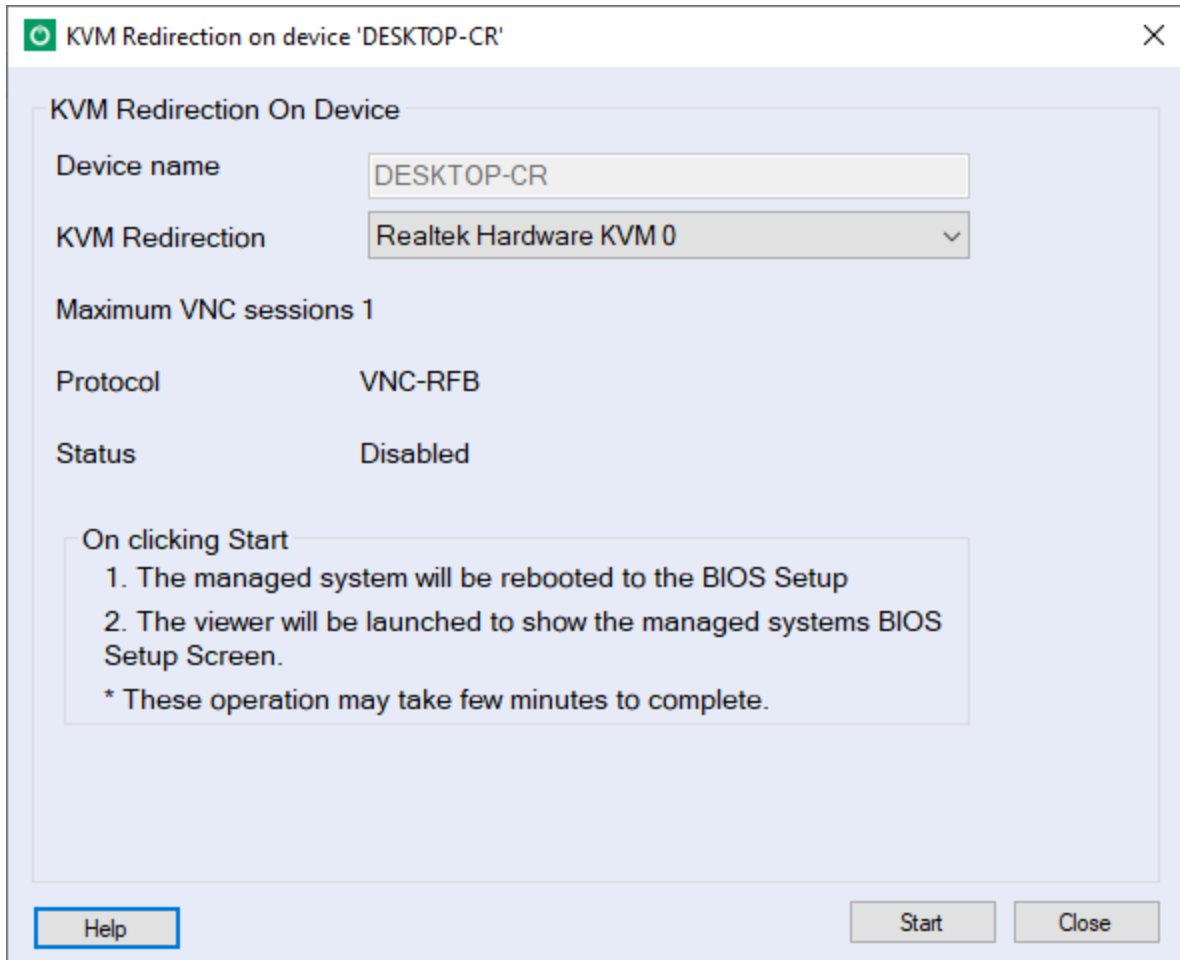 KVM Redirection on device 'DESKTOP-CR'
KVM Redirection On Device
Device name
DESKTOP-CR
KVM Redirection
Realtek Hardware KVM 0
Maximum VNC sessions 1
Protocol VNC-RFB
Status Disabled
On clicking Start
1. The managed system will be rebooted to the BIOS Setup
2. The viewer will be launched to show the managed systems BIOS
Setup Screen.
* These operation may take few minutes to complete.
Help Start Close